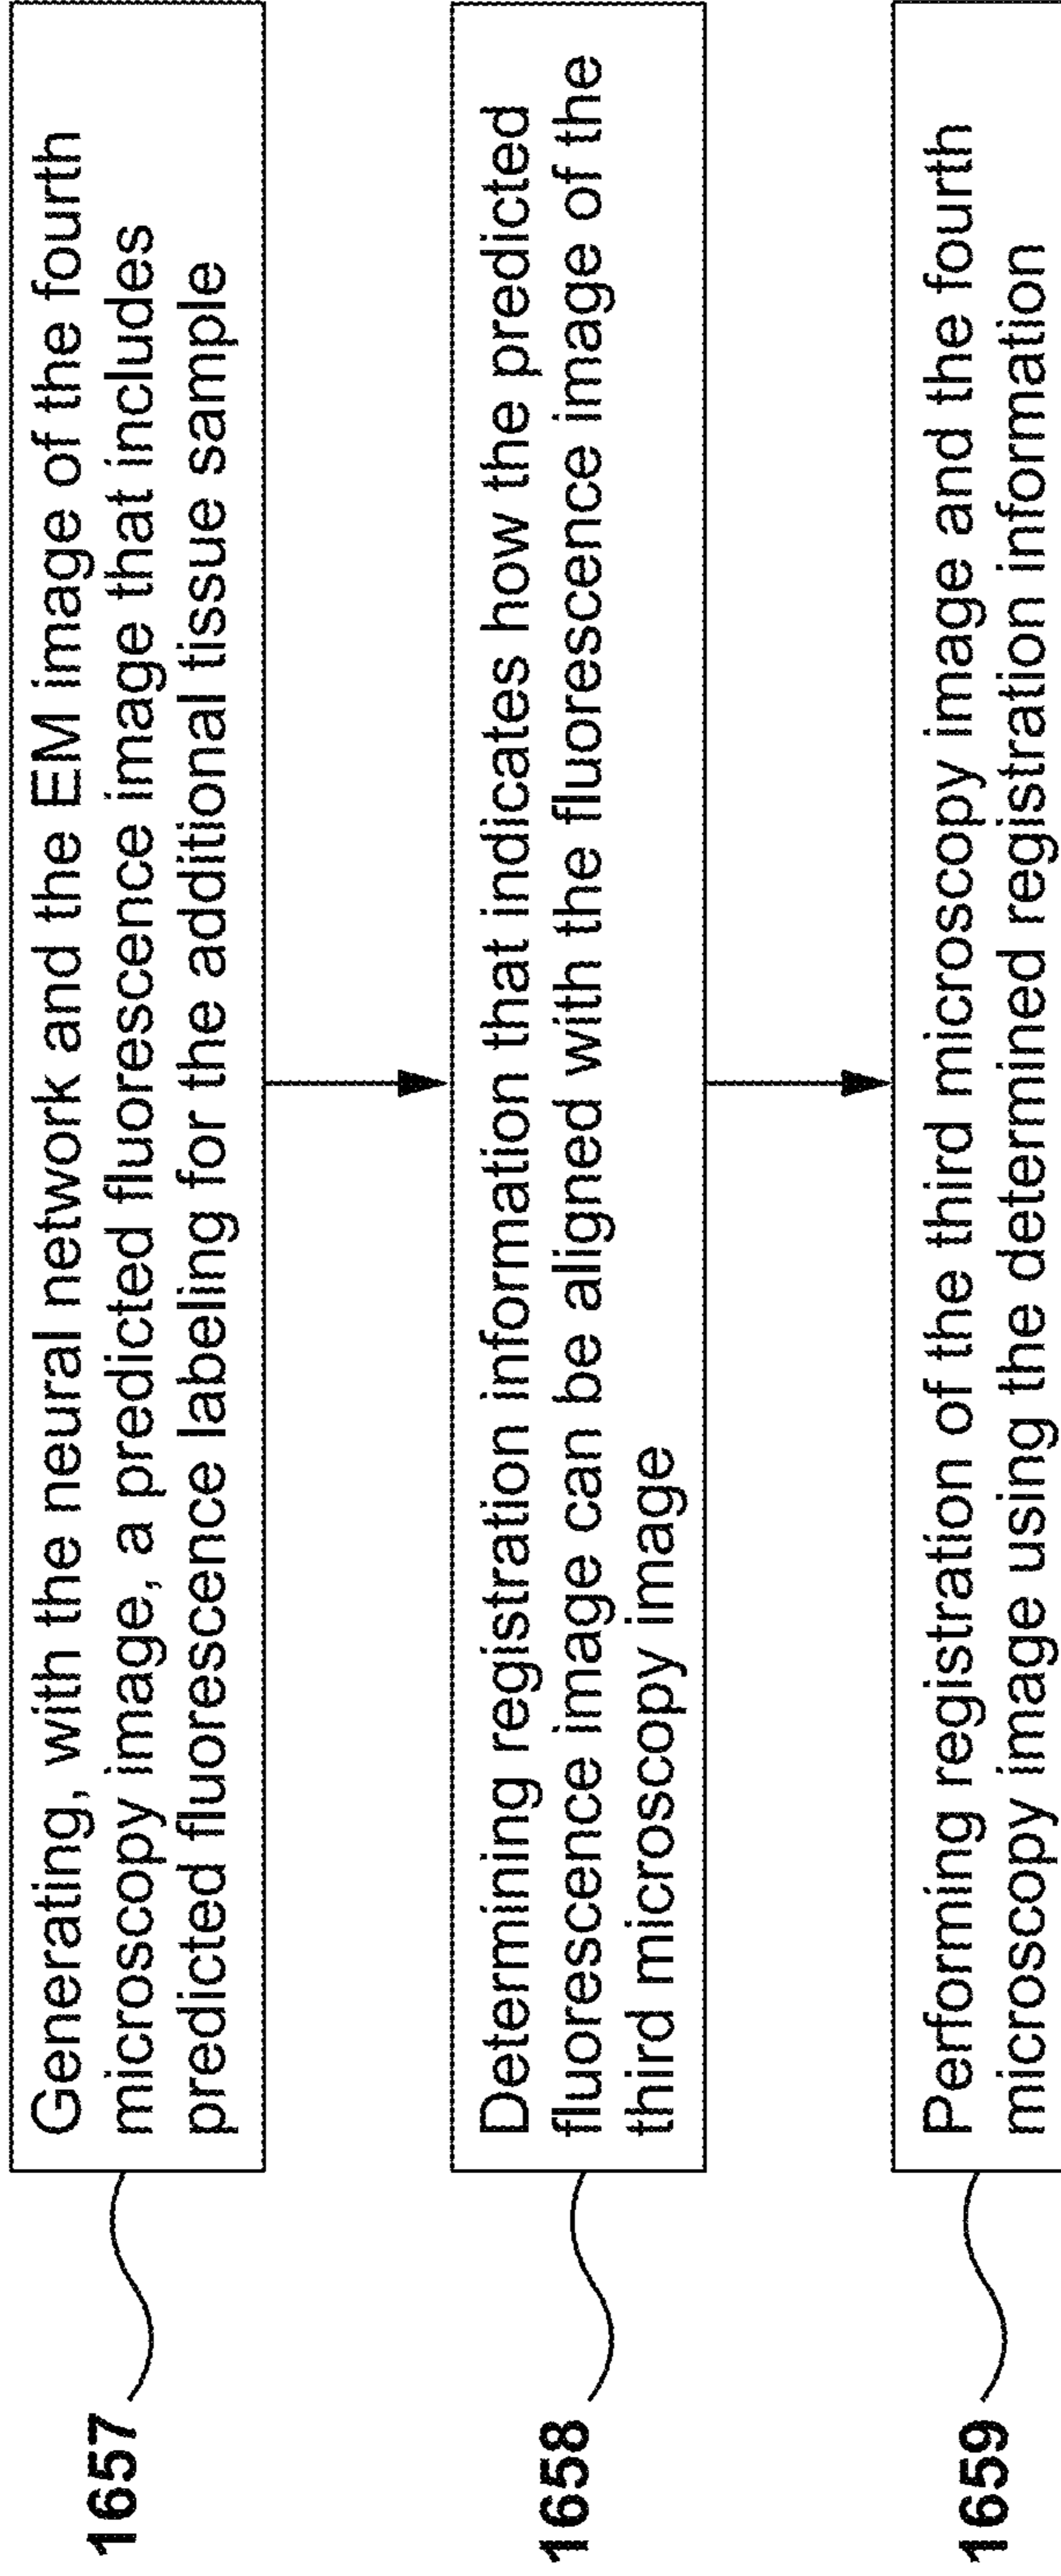 1657
Generating, with the neural network and the EM image of the fourth
microscopy image, a predicted fluorescence image that includes
predicted fluorescence labeling for the additional tissue sample
1658
Determining registration information that indicates how the predicted
fluorescence image can be aligned with the fluorescence image of the
third microscopy image
1659
Performing registration of the third microscopy image and the fourth
microscopy image using the determined registration information